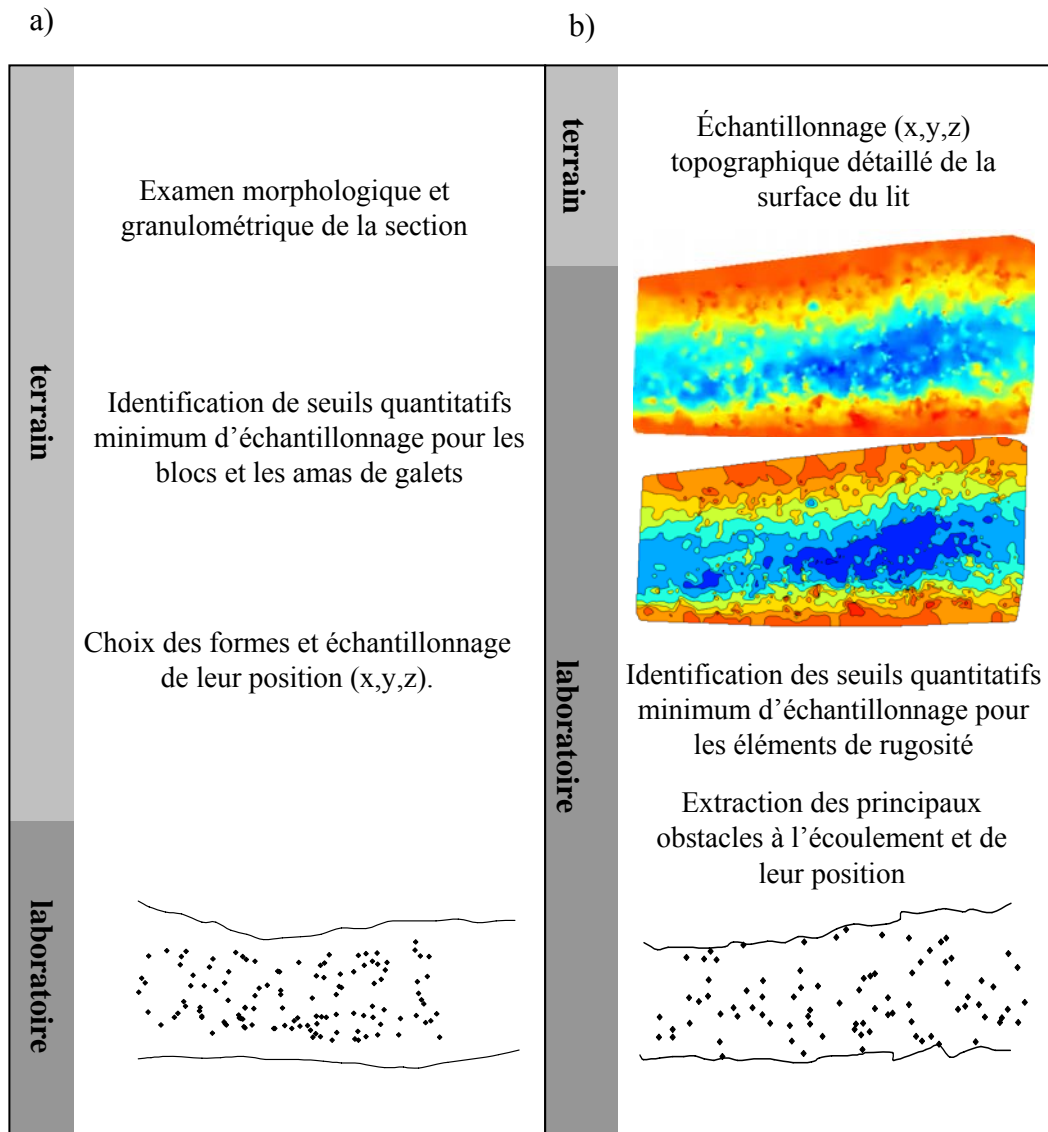 a)
terrain
Examen morphologique et
granulométrique de la section
Identification de seuils quantitatifs
minimum d'échantillonnage pour les
blocs et les amas de galets
Choix des formes et échantillonnage
de leur position (x,y,z).
laboratoire
b)
terrain
Échantillonnage (x,y,z)
topographique détaillé de la
surface du lit
laboratoire
Identification des seuils quantitatifs
minimum d'échantillonnage pour
les éléments de rugosité
Extraction des principaux
obstacles à l'écoulement et de
leur position